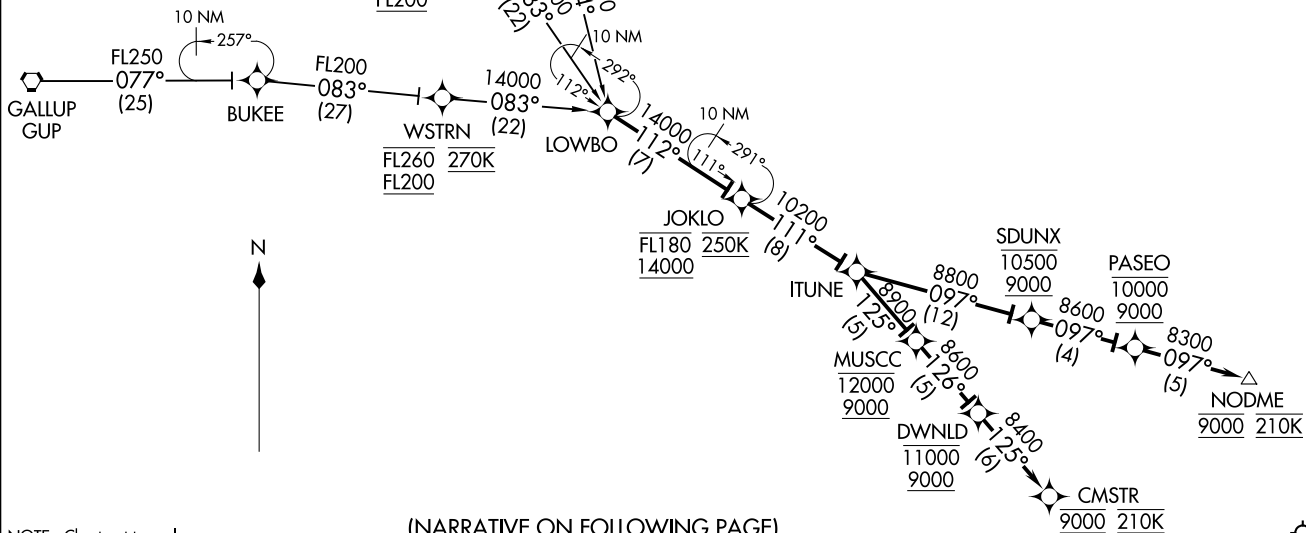 FL200
10 NM
257°
FL250
077°
(25)
GALLUP
GUP
BUKEE
FL200
083°
(27)
WSTRN
FL260 270K
FL200
14000
083°
(22)
(22)
10 NM
292°
112°
LOWBO
14000
112°
(7)
10 NM
291°
111°
JOKLO
FL180 250K
14000
10200
111°
(8)
ITUNE
8800
097°
(12)
SDUNX
10500
9000
8600
097°
(4)
PASEO
10000
9000
8300
097°
(5)
NODME
9000 210K
8900
125°
(5)
MUSCC
12000
9000
8600
126°
(5)
DWNLD
11000
9000
8400
125°
(6)
CMSTR
9000 210K
N
(NARRATIVE ON FOLLOWING PAGE)